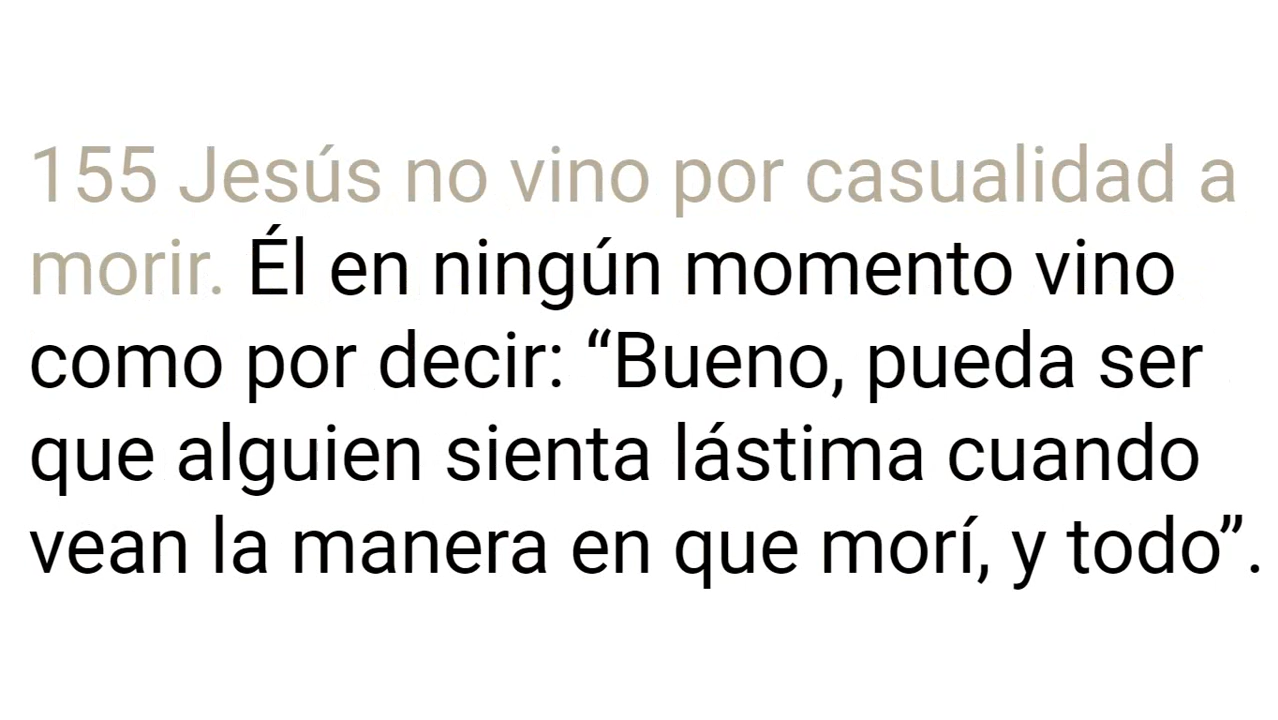 155 Jesús no vino por casualidad a
morir. Él en ningún momento vino
como por decir: “Bueno, pueda ser
que alguien sienta lástima cuando
vean la manera en que morí, y todo”.